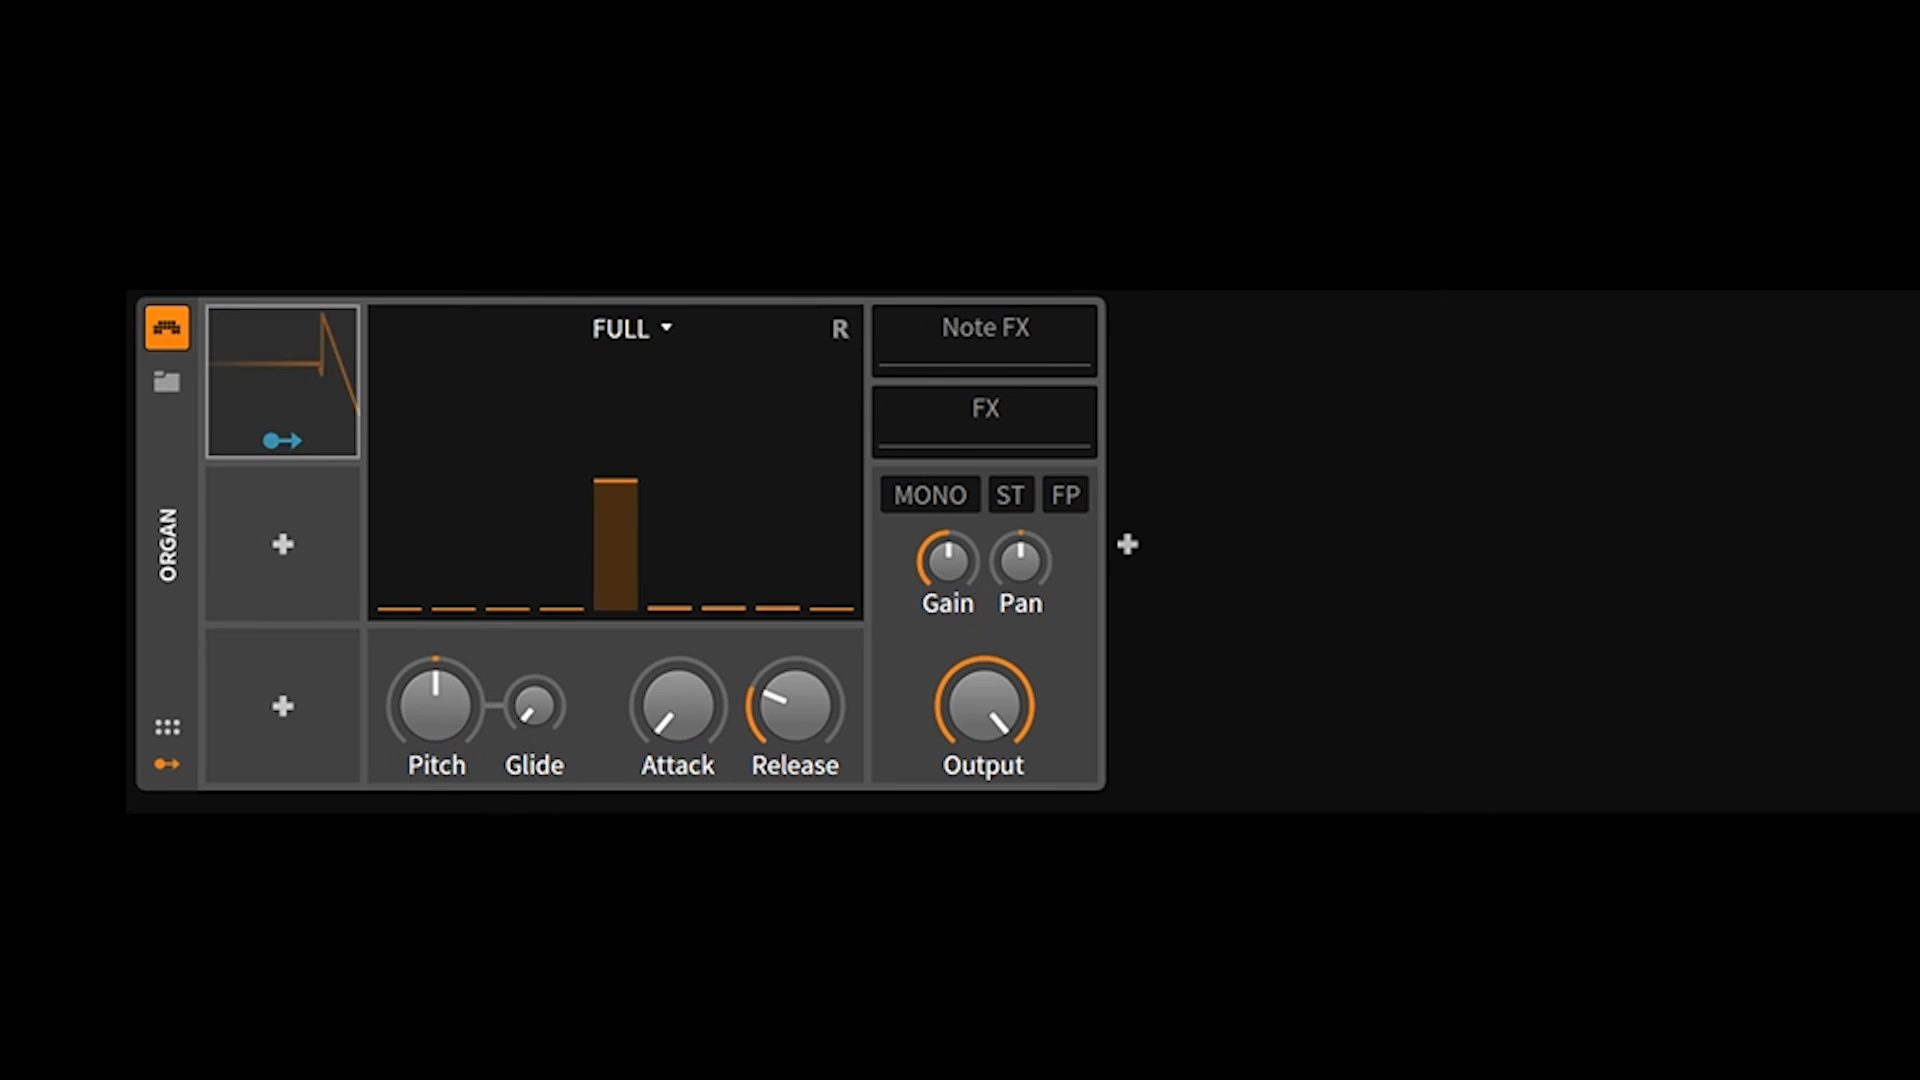 ORGAN
FULL
R
Note FX
FX
MONO ST FP
Gain Pan
Pitch Glide Attack Release Output